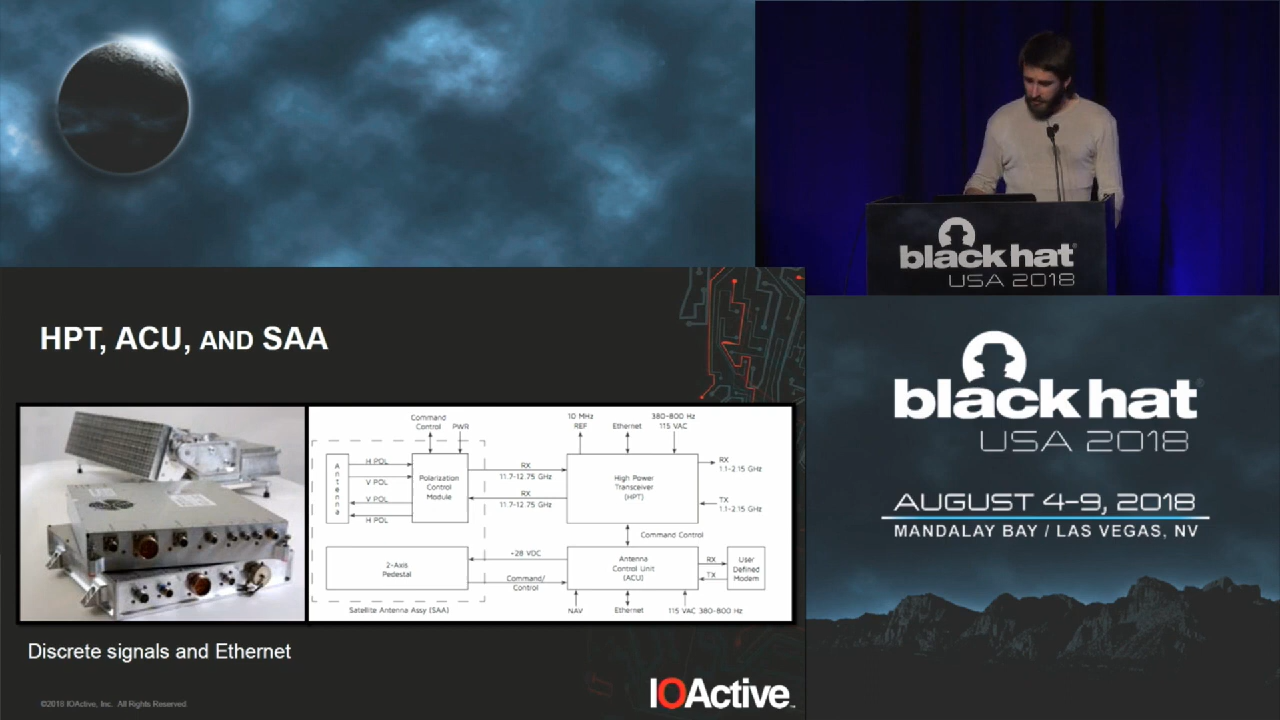 black hat
USA 2018
HPT, ACU, AND SAA
Command
Control
PWR
10 MHz
REF
Ethernet
380-800 Hz
115 VAC
Antenna
H POL
V POL
V POL
H POL
Polarization
Control
Module
RX
11.7-12.75 GHz
RX
11.7-12.75 GHz
High Power
Transceiver
(HPT)
RX
1.1-2.15 GHz
TX
1.1-2.15 GHz
Command Control
2-Axis
Pedestal
+28 VDC
Command/
Control
Antenna
Control Unit
(ACU)
RX
TX
User
Defined
Modem
Satellite Antenna Assy (SAA)
NAV
Ethernet
115 VAC 380-800 Hz
Discrete signals and Ethernet
©2018 IOActive, Inc. All Rights Reserved
IOActive™
black hat
USA 2018
AUGUST 4-9, 2018
MANDALAY BAY / LAS VEGAS, NV